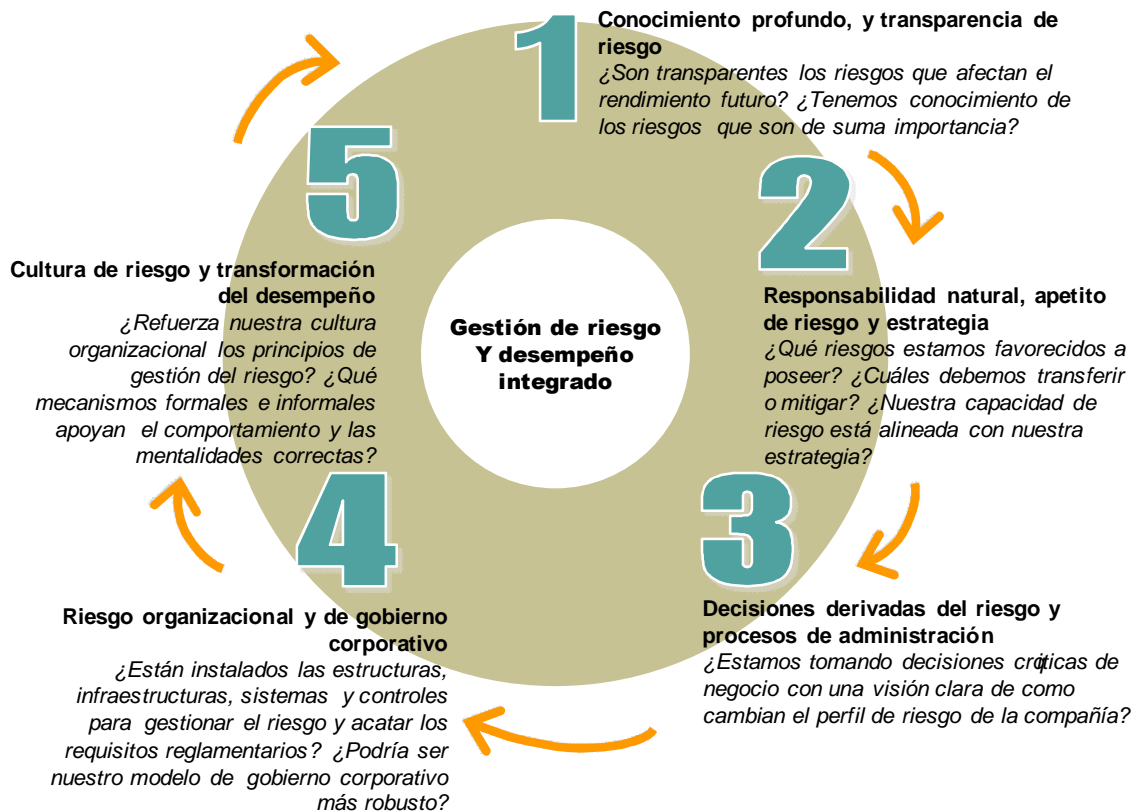 1
Conocimiento profundo, y transparencia de
riesgo
¿Son transparentes los riesgos que afectan el
rendimiento futuro? ¿Tenemos conocimiento de
los riesgos que son de suma importancia?
2
Responsabilidad natural, apetito
de riesgo y estrategia
¿Qué riesgos estamos favorecidos a
poseer? ¿Cuáles debemos transferir
o mitigar? ¿Nuestra capacidad de
riesgo está alineada con nuestra
estrategia?
3
Decisiones derivadas del riesgo y
procesos de administración
¿Estamos tomando decisiones críticas de
negocio con una visión clara de como
cambian el perfil de riesgo de la compañía?
4
Riesgo organizacional y de gobierno
corporativo
¿Están instalados las estructuras,
infraestructuras, sistemas y controles
para gestionar el riesgo y acatar los
requisitos reglamentarios? ¿Podría ser
nuestro modelo de gobierno corporativo
más robusto?
5
Cultura de riesgo y transformación
del desempeño
¿Refuerza nuestra cultura
organizacional los principios de
gestión del riesgo? ¿Qué
mecanismos formales e informales
apoyan el comportamiento y las
mentalidades correctas?
Gestión de riesgo
Y desempeño
integrado